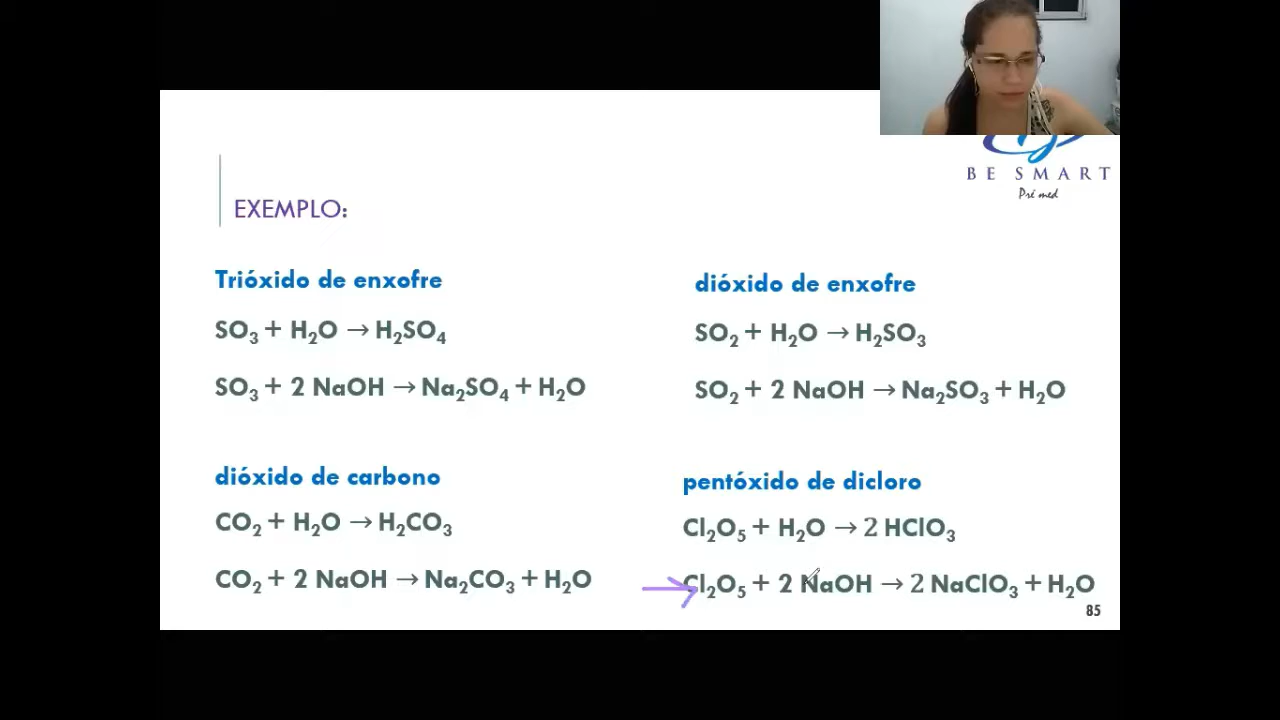 BE SMART
Pré med
EXEMPLO:
Trióxido de enxofre
SO₃ + H₂O → H₂SO₄
SO₃ + 2 NaOH → Na₂SO₄ + H₂O
dióxido de enxofre
SO₂ + H₂O → H₂SO₃
SO₂ + 2 NaOH → Na₂SO₃ + H₂O
dióxido de carbono
CO₂ + H₂O → H₂CO₃
CO₂ + 2 NaOH → Na₂CO₃ + H₂O
pentóxido de dicloro
Cl₂O₅ + H₂O → 2 HClO₃
Cl₂O₅ + 2 NaOH → 2 NaClO₃ + H₂O
85